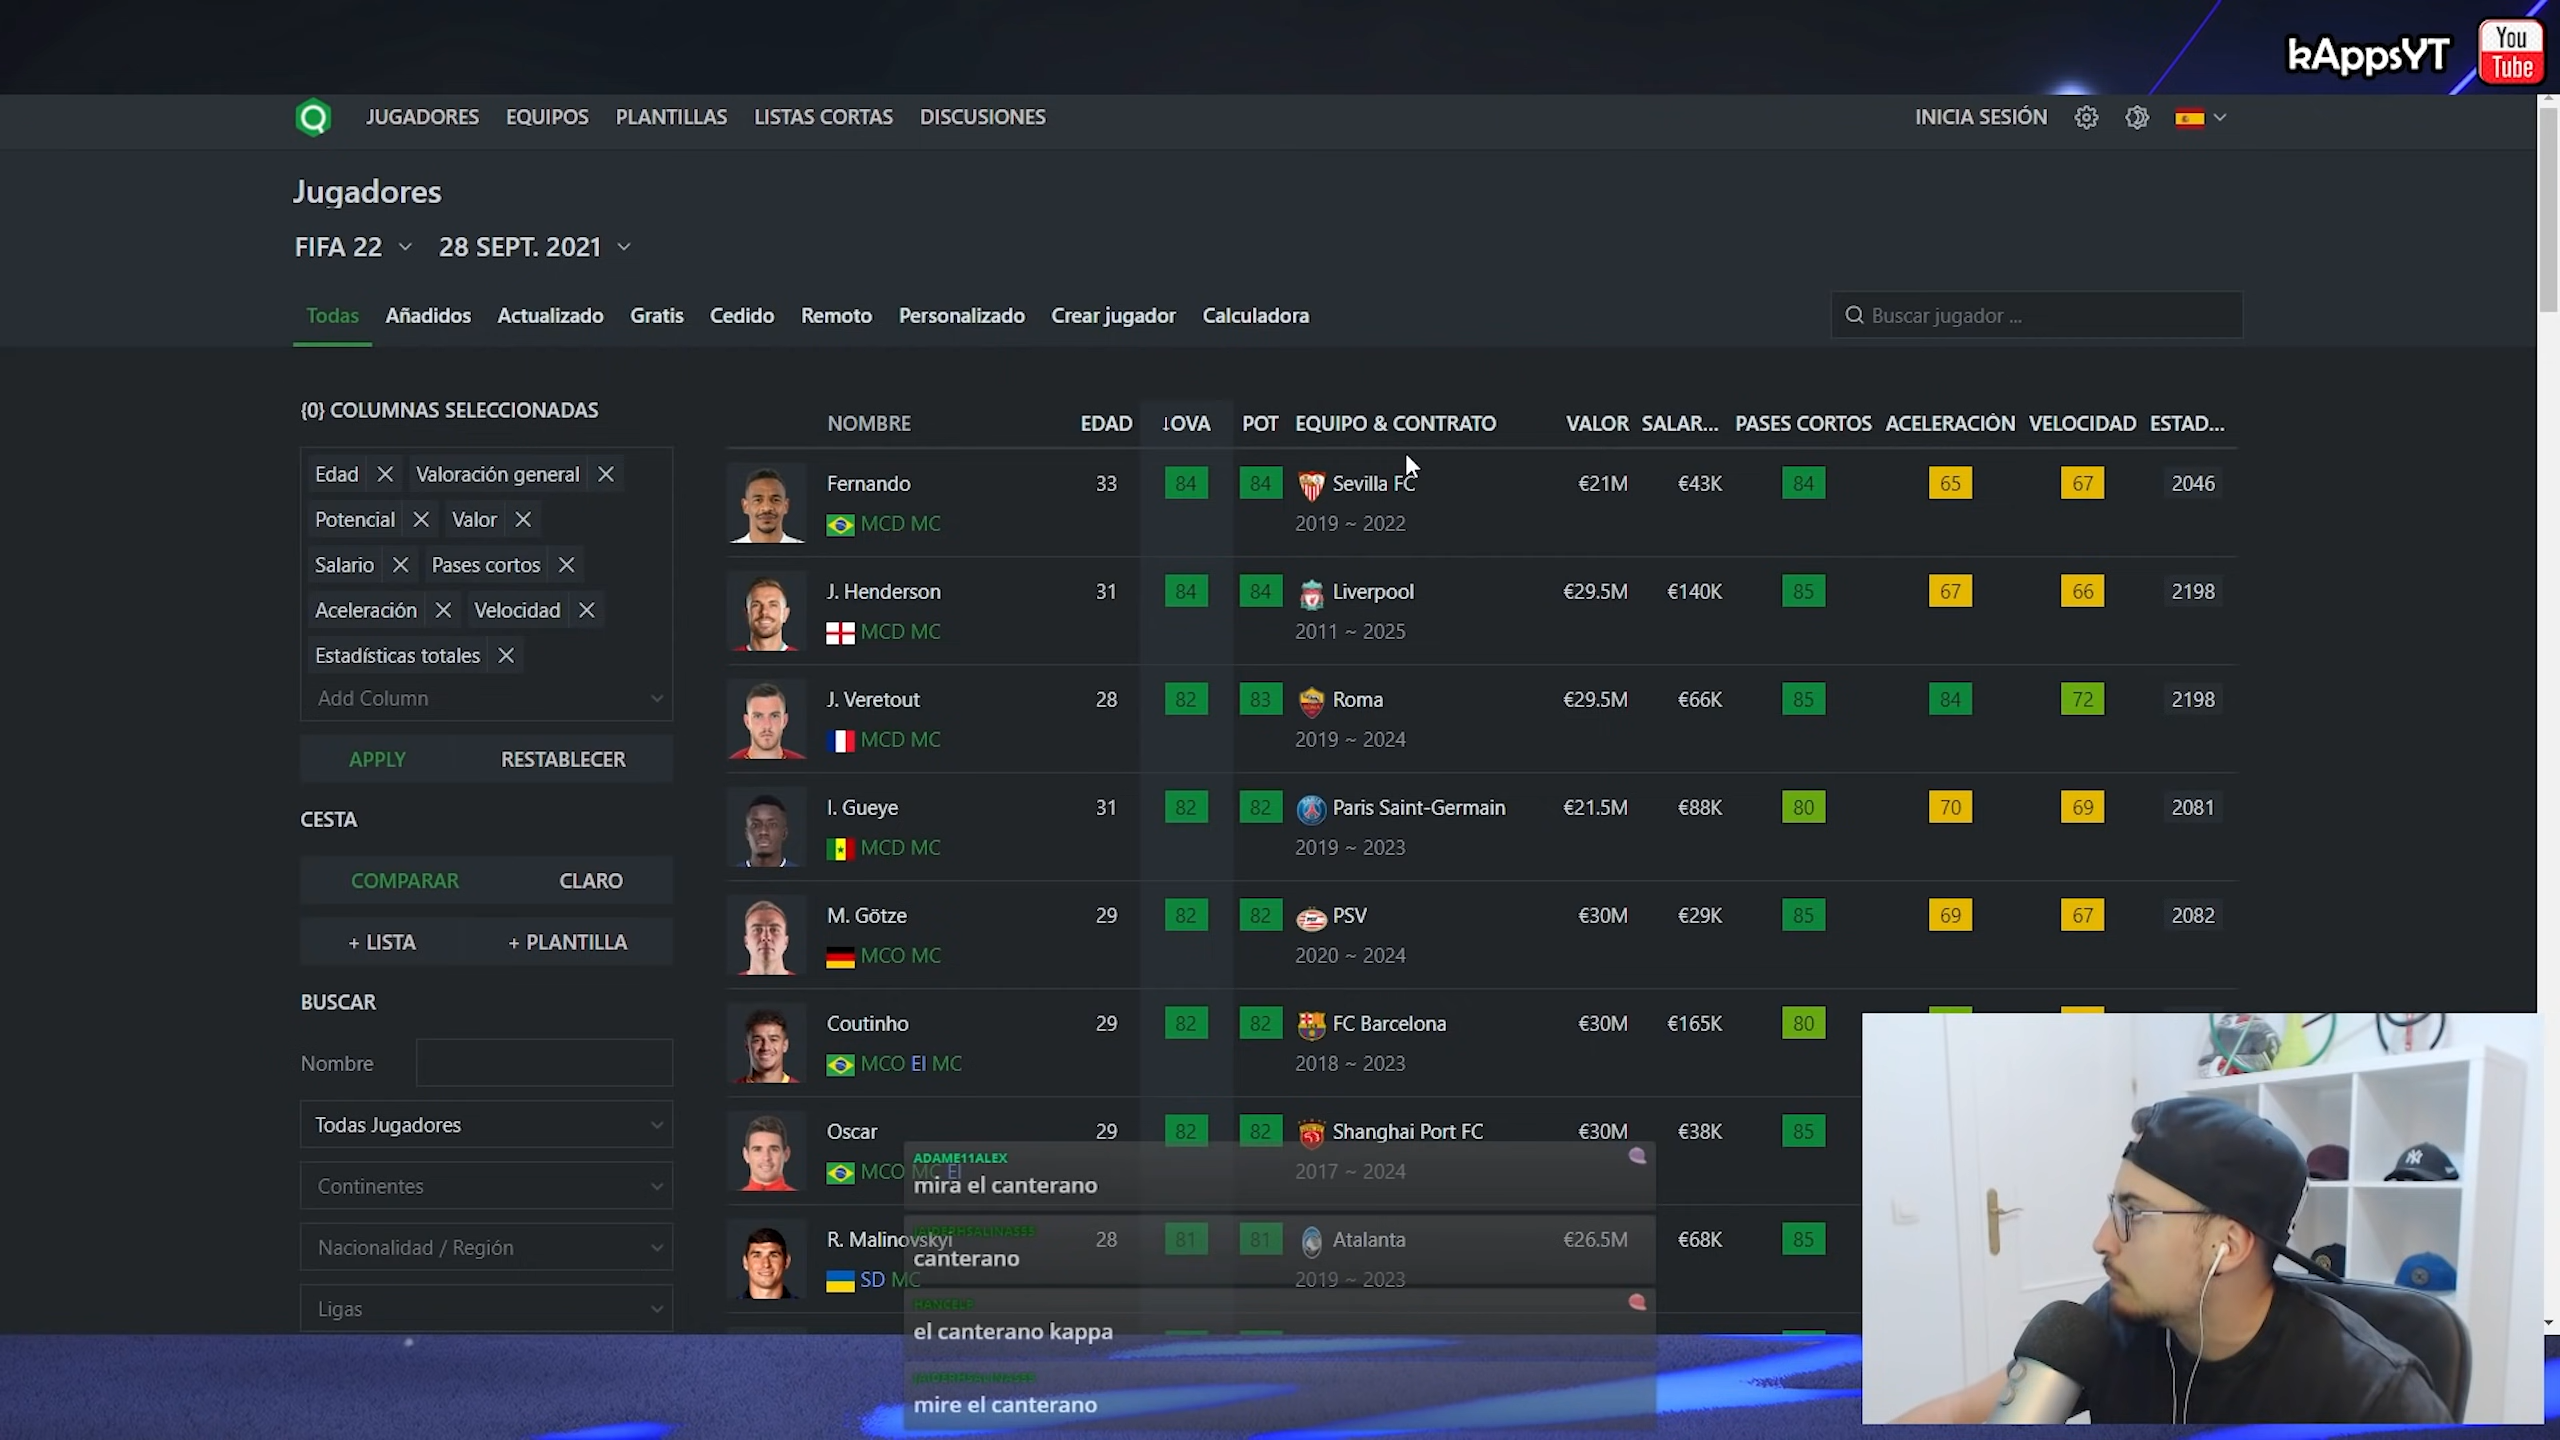 kAppsYT
You
Tube
JUGADORES EQUIPOS PLANTILLAS LISTAS CORTAS DISCUSIONES INICIA SESIÓN
Jugadores
FIFA 22 28 SEPT. 2021
Todas Añadidos Actualizado Gratis Cedido Remoto Personalizado Crear jugador Calculadora Buscar jugador ...
{0} COLUMNAS SELECCIONADAS
Edad Valoración general
Potencial Valor
Salario Pases cortos
Aceleración Velocidad
Estadísticas totales
Add Column
APPLY RESTABLECER
CESTA
COMPARAR CLARO
+ LISTA + PLANTILLA
BUSCAR
Nombre
Todas Jugadores
Continentes
Nacionalidad / Región
Ligas
NOMBRE EDAD ↓OVA POT EQUIPO & CONTRATO VALOR SALAR... PASES CORTOS ACELERACIÓN VELOCIDAD ESTAD...
Fernando 33 84 84 Sevilla FC €21M €43K 84 65 67 2046
MCD MC 2019 ~ 2022
J. Henderson 31 84 84 Liverpool €29.5M €140K 85 67 66 2198
MCD MC 2011 ~ 2025
J. Veretout 28 82 83 Roma €29.5M €66K 85 84 72 2198
MCD MC 2019 ~ 2024
I. Gueye 31 82 82 Paris Saint-Germain €21.5M €88K 80 70 69 2081
MCD MC 2019 ~ 2023
M. Götze 29 82 82 PSV €30M €29K 85 69 67 2082
MCO MC 2020 ~ 2024
Coutinho 29 82 82 FC Barcelona €30M €165K 80
MCO EI MC 2018 ~ 2023
Oscar 29 82 82 Shanghai Port FC €30M €38K 85
MCO MC EI 2017 ~ 2024
R. Malinovskyi 28 81 81 Atalanta €26.5M €68K 85
SD MC 2019 ~ 2023
ADAME11ALEX
mira el canterano
JAIDERHSALINAS55
canterano
HANCELP
el canterano kappa
JAIDERHSALINAS55
mire el canterano